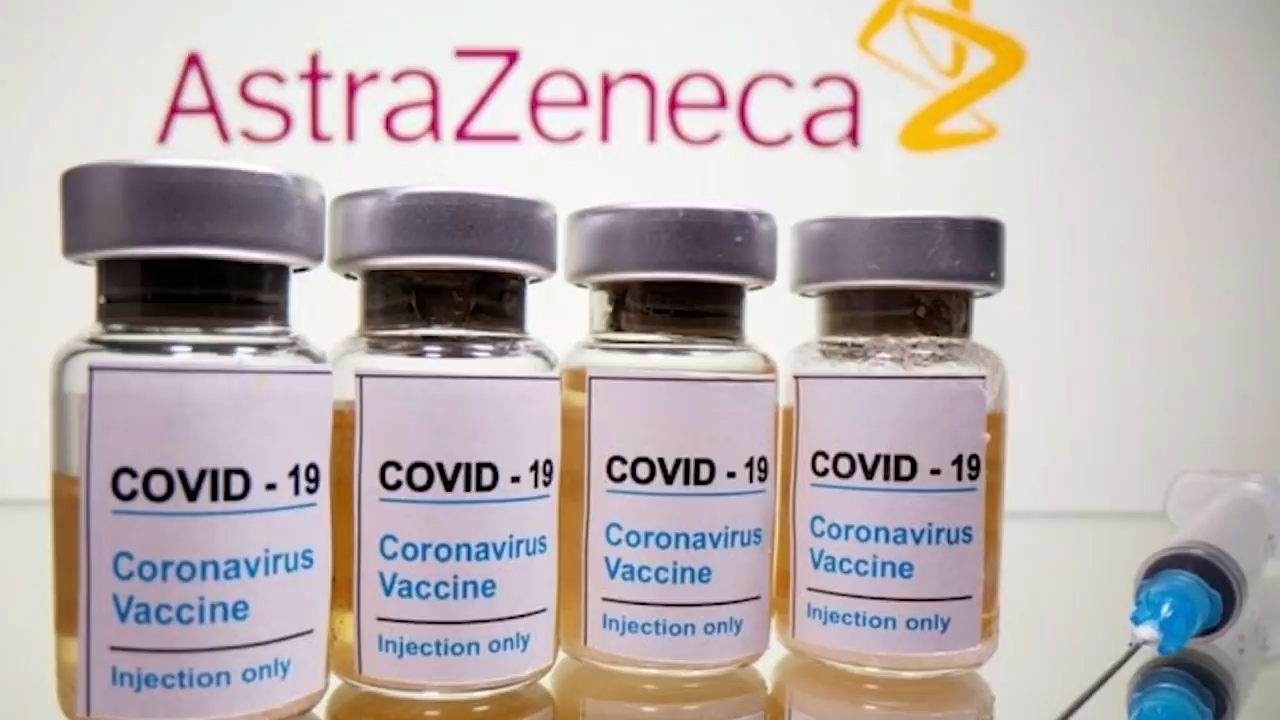 AstraZeneca
COVID - 19
Coronavirus
Vaccine
Injection only
COVID - 19
Coronavirus
Vaccine
Injection only
COVID - 19
Coronavirus
Vaccine
Injection only
COVID - 19
Coronavirus
Vaccine
Injection only